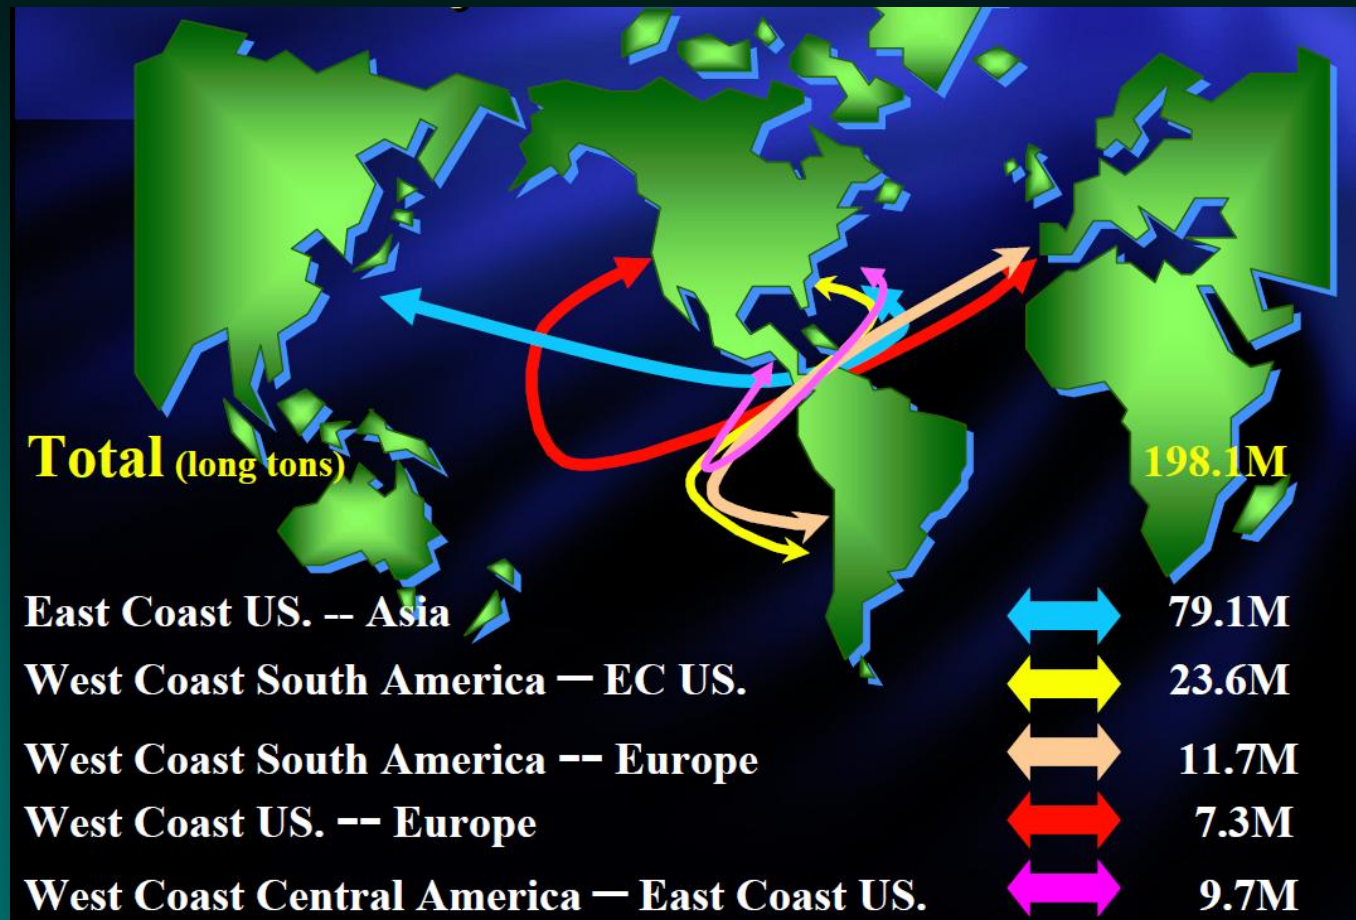 Total (long tons) 198.1M
East Coast US. -- Asia 79.1M
West Coast South America — EC US. 23.6M
West Coast South America -- Europe 11.7M
West Coast US. -- Europe 7.3M
West Coast Central America — East Coast US. 9.7M